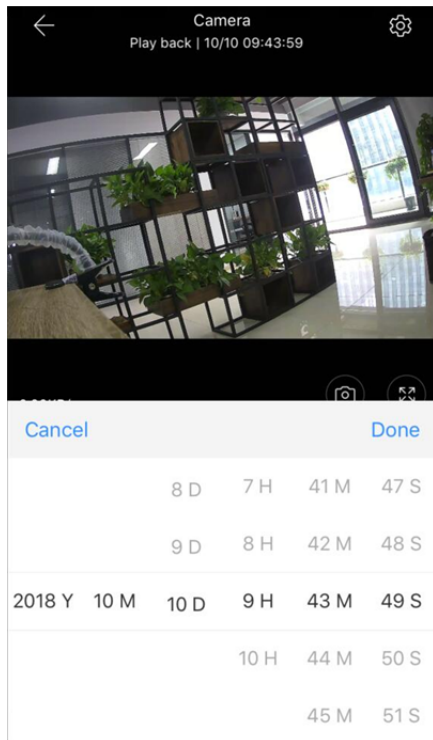 Camera
Play back | 10/10 09:43:59
Cancel Done
8 D 7 H 41 M 47 S
9 D 8 H 42 M 48 S
2018 Y 10 M 10 D 9 H 43 M 49 S
10 H 44 M 50 S
45 M 51 S